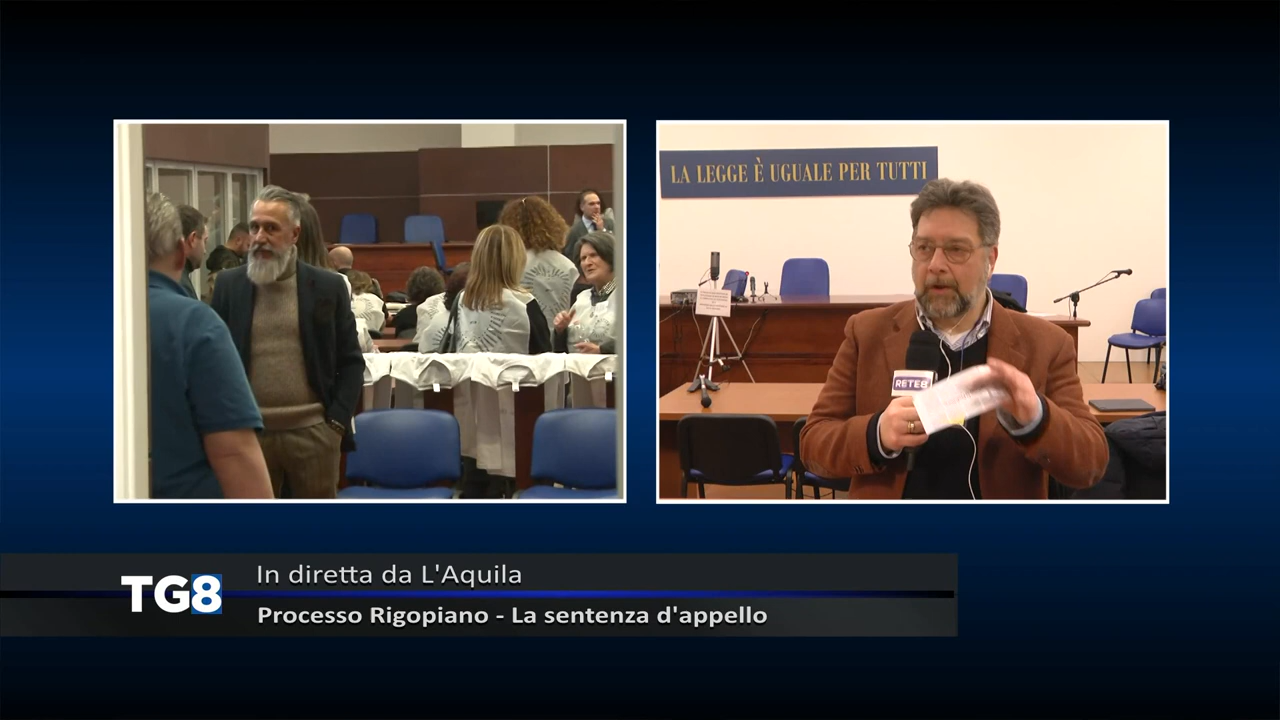 LA LEGGE È UGUALE PER TUTTI
RETE8
TG8
In diretta da L'Aquila
Processo Rigopiano - La sentenza d'appello